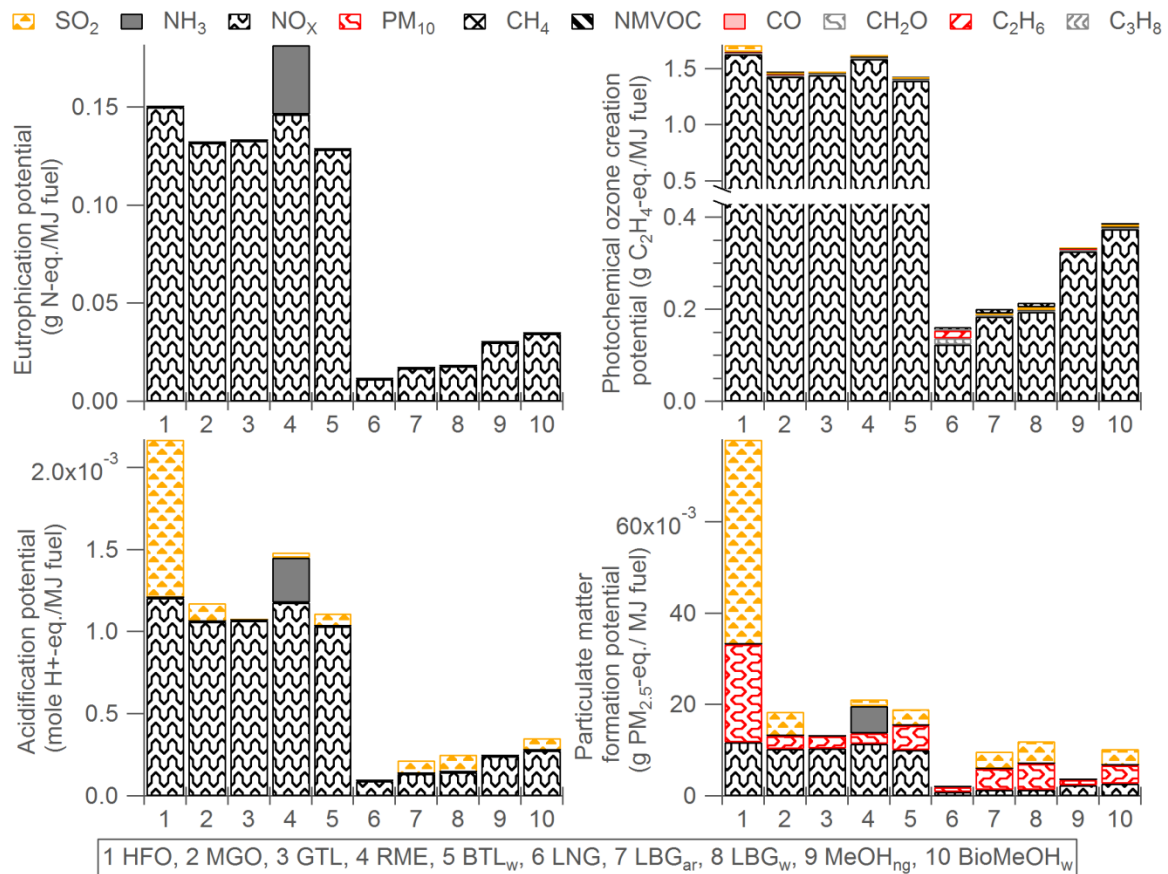 SO₂ NH₃ NOₓ PM₁₀ CH₄ NMVOC CO CH₂O C₂H₆ C₃H₈
Eutrophication potential
(g N-eq./MJ fuel)
0.15
0.10
0.05
0.00
1 2 3 4 5 6 7 8 9 10
Photochemical ozone creation
potential (g C₂H₄-eq./MJ fuel)
1.5
1.0
0.5
0.4
0.2
0.0
1 2 3 4 5 6 7 8 9 10
Acidification potential
(mole H+-eq./MJ fuel)
2.0x10⁻³
1.5
1.0
0.5
0.0
1 2 3 4 5 6 7 8 9 10
Particulate matter
formation potential
(g PM₂.₅-eq./ MJ fuel)
60x10⁻³
40
20
0
1 2 3 4 5 6 7 8 9 10
1 HFO, 2 MGO, 3 GTL, 4 RME, 5 BTL_w, 6 LNG, 7 LBG_ar, 8 LBG_w, 9 MeOH_ng, 10 BioMeOH_w